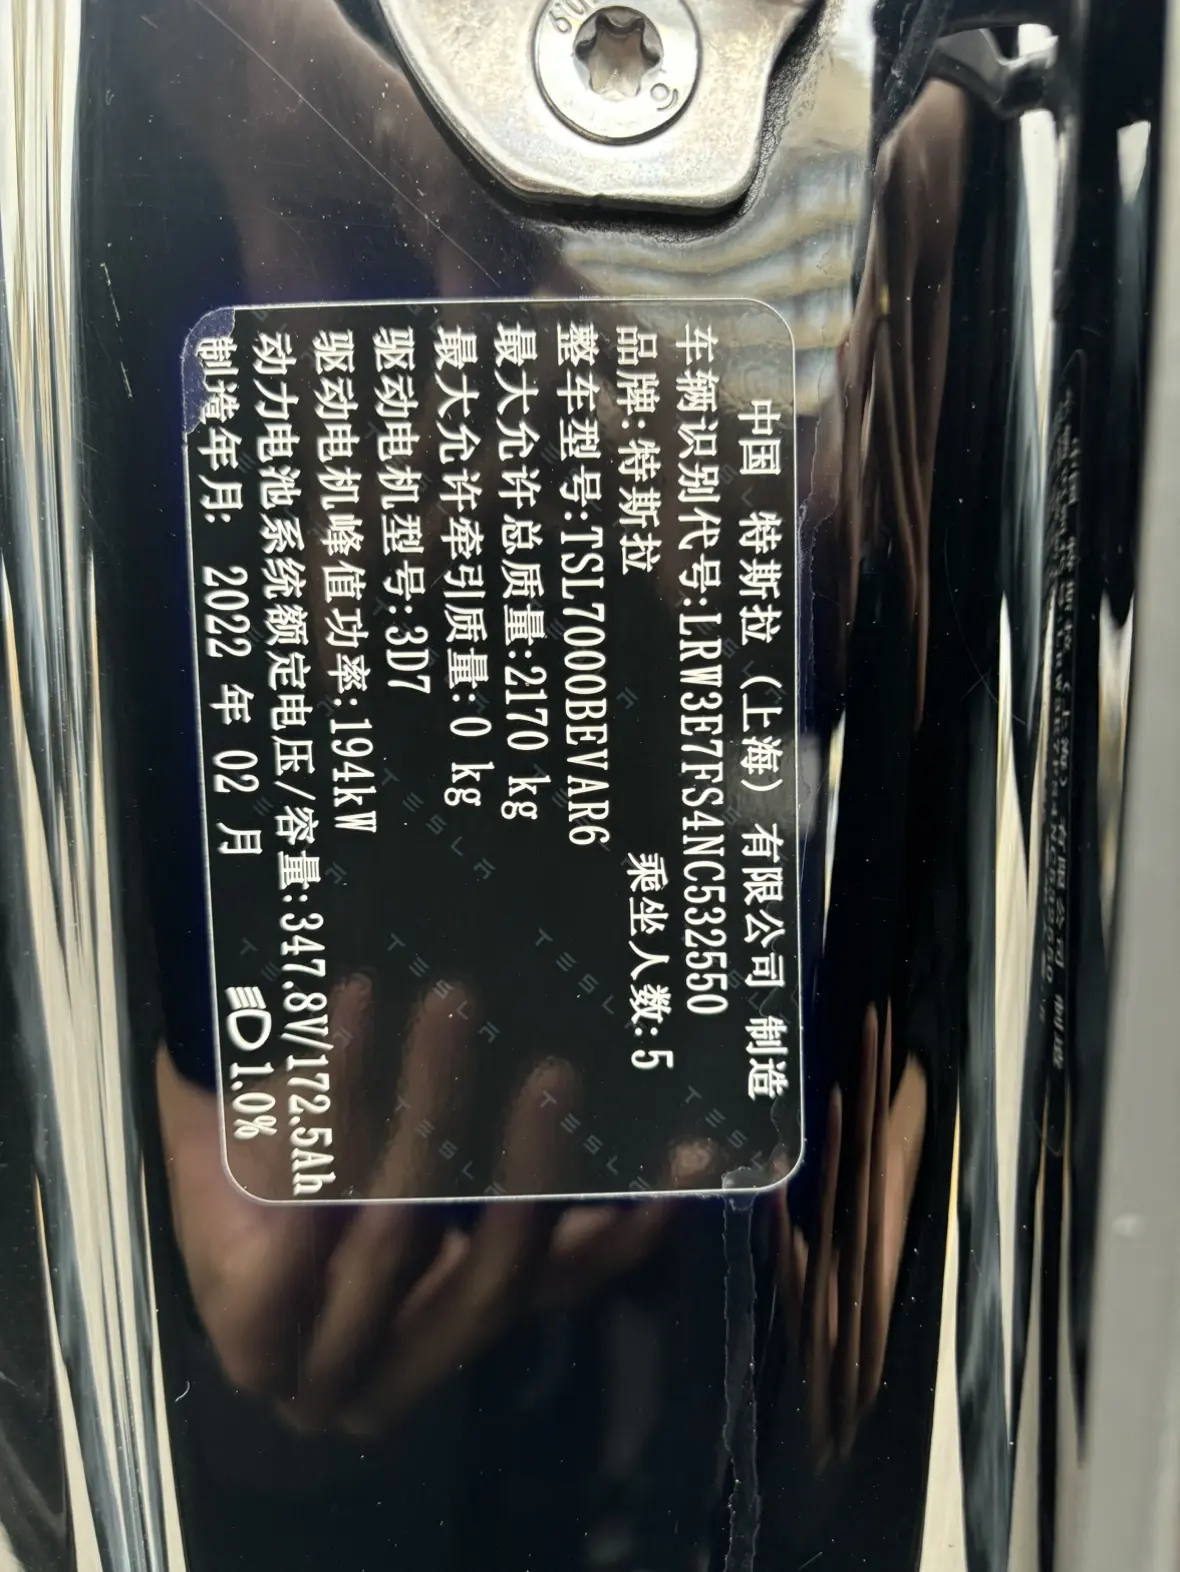 中国 特斯拉（上海）有限公司 制造
车辆识别代号:LRW3E7FS4NC532550
品牌:特斯拉 乘坐人数:5
整车型号:TSL7000BEVAR6
最大允许总质量:2170 kg
最大允许牵引质量:0 kg
驱动电机型号:3D7
驱动电机峰值功率:194kW
动力电池系统额定电压/容量:347.8V/172.5Ah
制造年月: 2022 年 02 月 1.0%